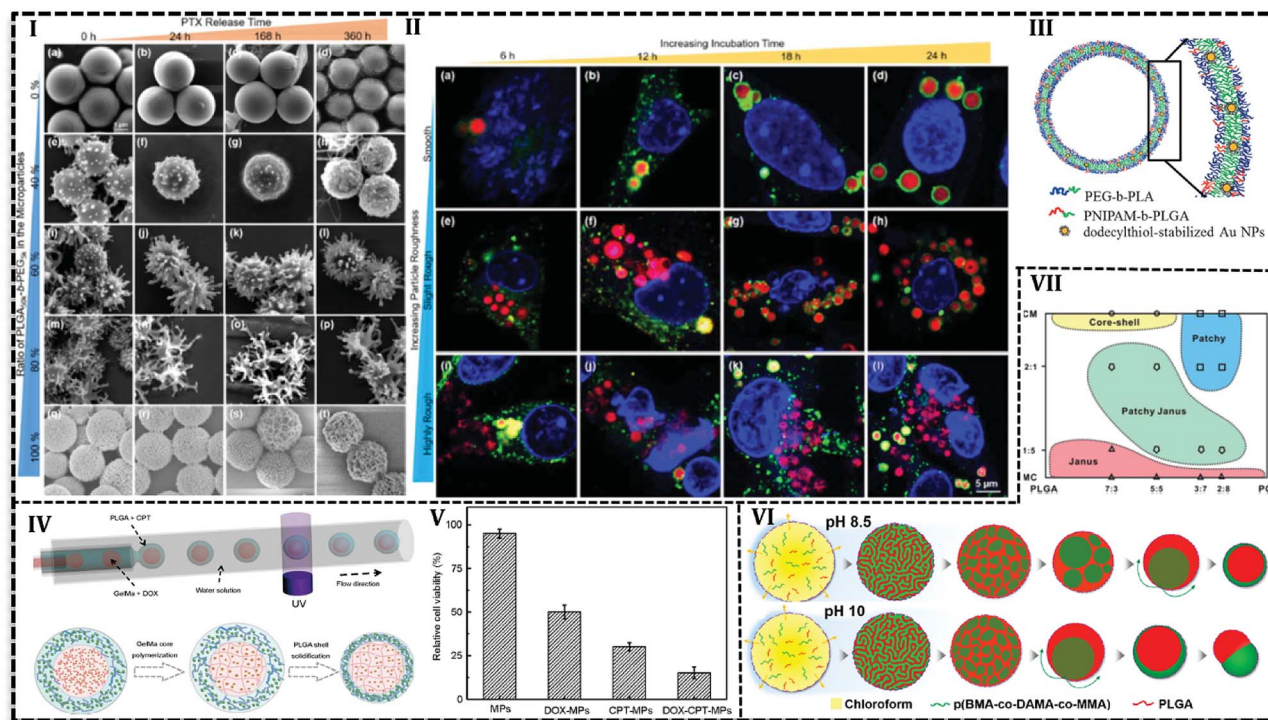 I
PTX Release Time
0 h
24 h
168 h
360 h
Ratio of PLGA50K-b-PEG5k in the Microparticles
0 %
40 %
60 %
80 %
100 %
(a)
(b)
(c)
(d)
(e)
(f)
(g)
(h)
(i)
(j)
(k)
(l)
(m)
(n)
(o)
(p)
(q)
(r)
(s)
(t)
II
Increasing Incubation Time
6 h
12 h
18 h
24 h
Increasing Particle Roughness
Smooth
Slight Rough
Highly Rough
(a)
(b)
(c)
(d)
(e)
(f)
(g)
(h)
(i)
(j)
(k)
(l)
5 µm
III
PEG-b-PLA
PNIPAM-b-PLGA
dodecylthiol-stabilized Au NPs
VII
CM
Core-shell
Patchy
2:1
Patchy Janus
1:5
Janus
MC
PLGA
7:3
5:5
3:7
2:8
IV
PLGA + CPT
GelMa + DOX
Water solution
UV
Flow direction
GelMa core
polymerization
PLGA shell
solidification
V
Relative cell viability (%)
100
75
50
25
0
MPs
DOX-MPs
CPT-MPs
DOX-CPT-MPs
VI
pH 8.5
pH 10
Chloroform
p(BMA-co-DAMA-co-MMA)
PLGA